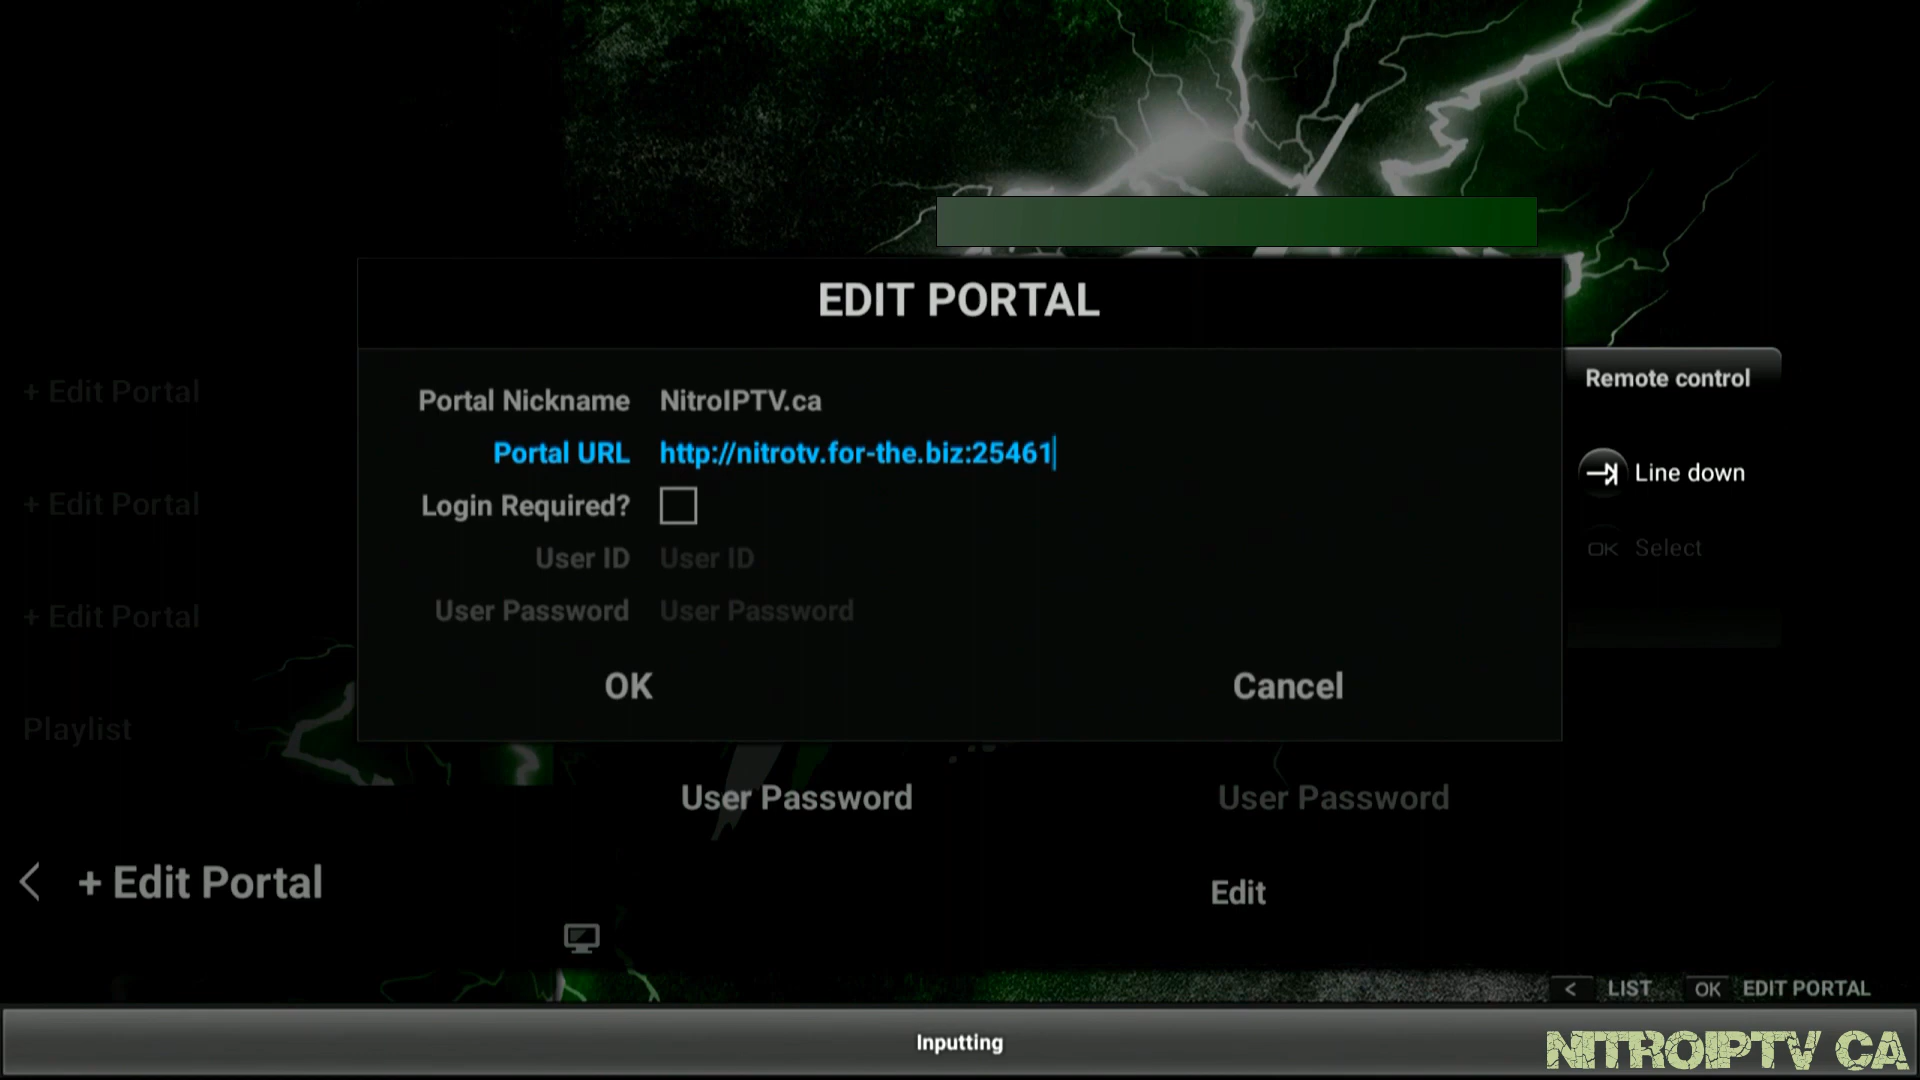 EDIT PORTAL
Portal Nickname NitroIPTV.ca
Portal URL http://nitrotv.for-the.biz:25461
Login Required?
User ID User ID
User Password User Password
OK Cancel
+ Edit Portal
+ Edit Portal
+ Edit Portal
Playlist
Remote control
Line down
OK Select
User Password User Password
< + Edit Portal
Edit
< LIST OK EDIT PORTAL
Inputting
NITROIPTV CA